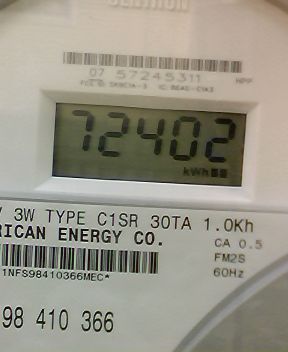 CENTRON
07 57245311
72402
kWh
V 3W TYPE C1SR 30TA 1.0Kh
RICAN ENERGY CO.
CA 0.5
FM2S
60Hz
1NFS98410366MEC*
98 410 366